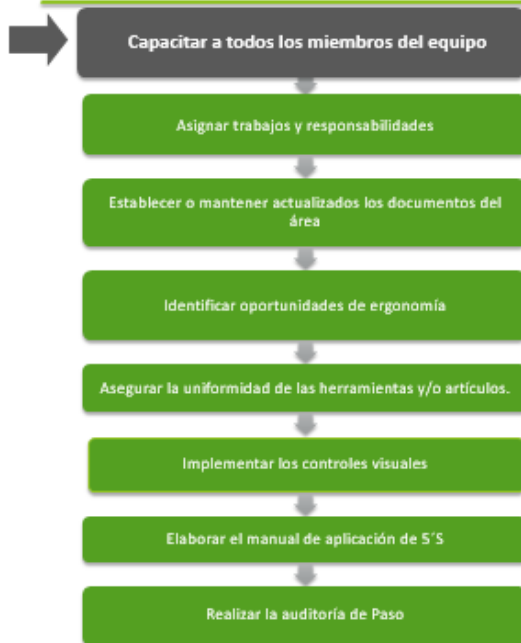 Capacitar a todos los miembros del equipo
Asignar trabajos y responsabilidades
Establecer o mantener actualizados los documentos del
área
Identificar oportunidades de ergonomía
Asegurar la uniformidad de las herramientas y/o artículos.
Implementar los controles visuales
Elaborar el manual de aplicación de 5´S
Realizar la auditoría de Paso